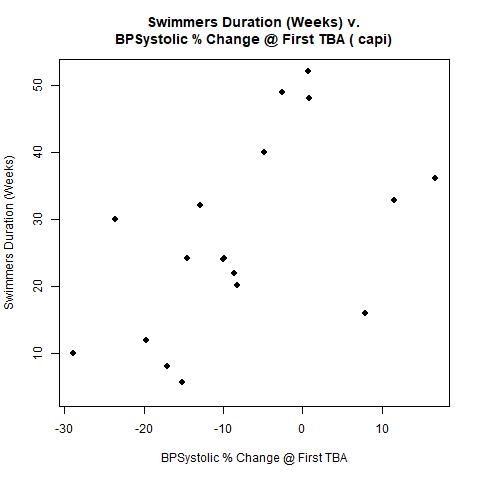 Swimmers Duration (Weeks) v.
BPSystolic % Change @ First TBA ( capi)
Swimmers Duration (Weeks)
50
40
30
20
10
-30 -20 -10 0 10
BPSystolic % Change @ First TBA